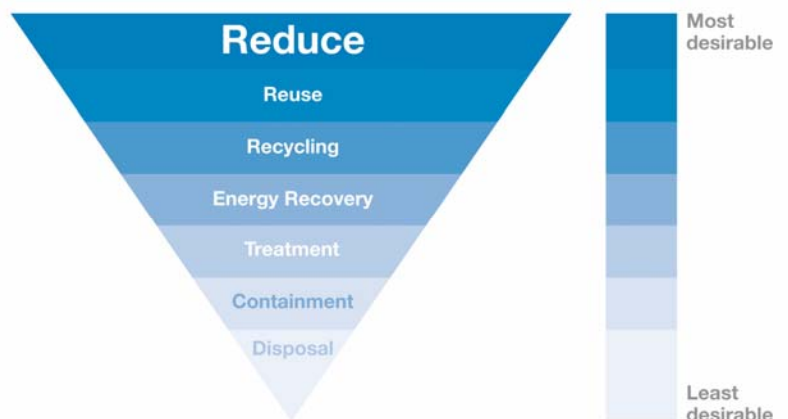 Reduce
Reuse
Recycling
Energy Recovery
Treatment
Containment
Disposal
Most
desirable
Least
desirable